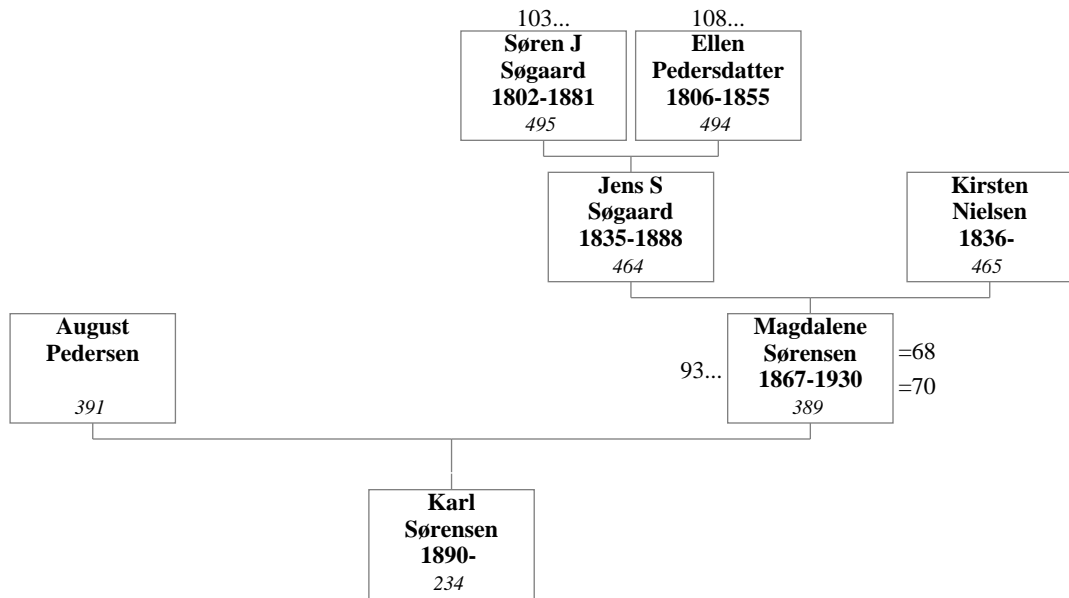 103...
108...
Søren J
Søgaard
1802-1881
495
Ellen
Pedersdatter
1806-1855
494
Jens S
Søgaard
1835-1888
464
Kirsten
Nielsen
1836-
465
August
Pedersen
391
93...
Magdalene
Sørensen
1867-1930
389
=68
=70
Karl
Sørensen
1890-
234